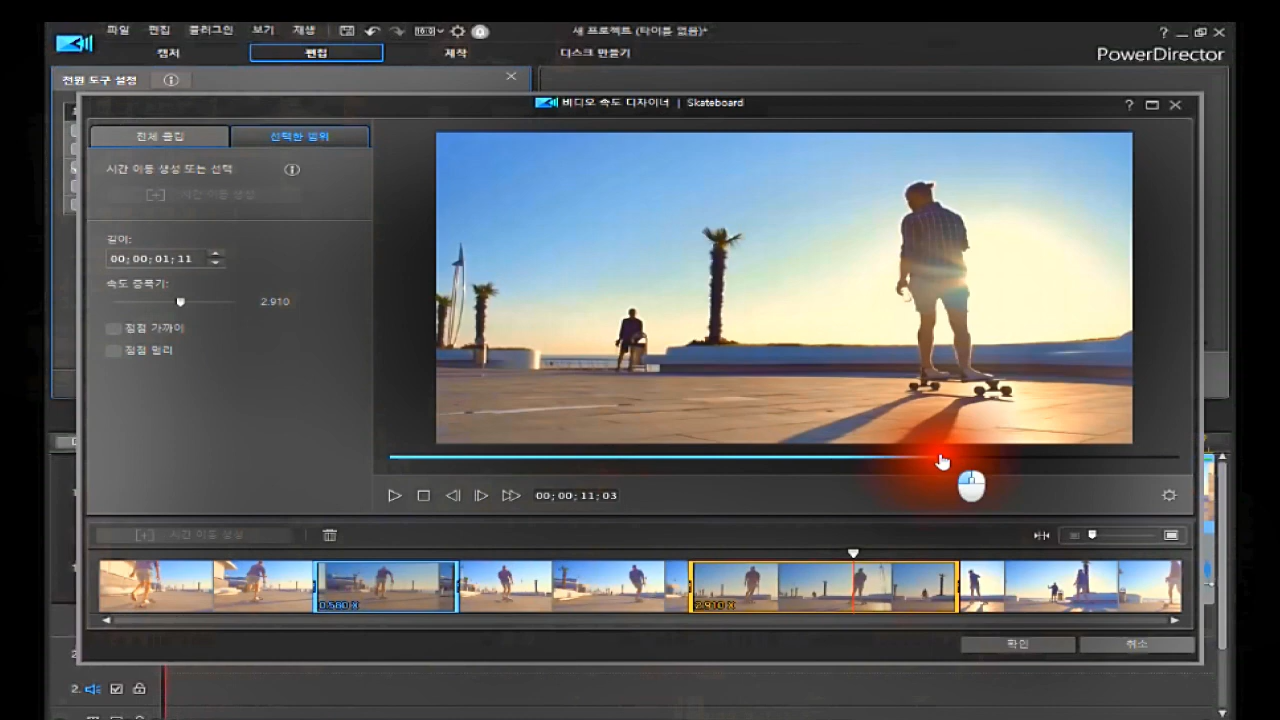 파일 편집 플러그인 보기 재생
새 프로젝트 (타이틀 없음)*
캡처 편집 제작 디스크 만들기
PowerDirector
전원 도구 설정
비디오 속도 디자이너 | Skateboard
전체 클립 선택한 범위
시간 이동 생성 또는 선택
시간 이동 생성
길이:
00;00;01;11
속도 증폭기:
2.910
점점 가까이
점점 멀리
00;00;11;03
시간 이동 생성
0.580 X
2.910 X
확인 취소
2.